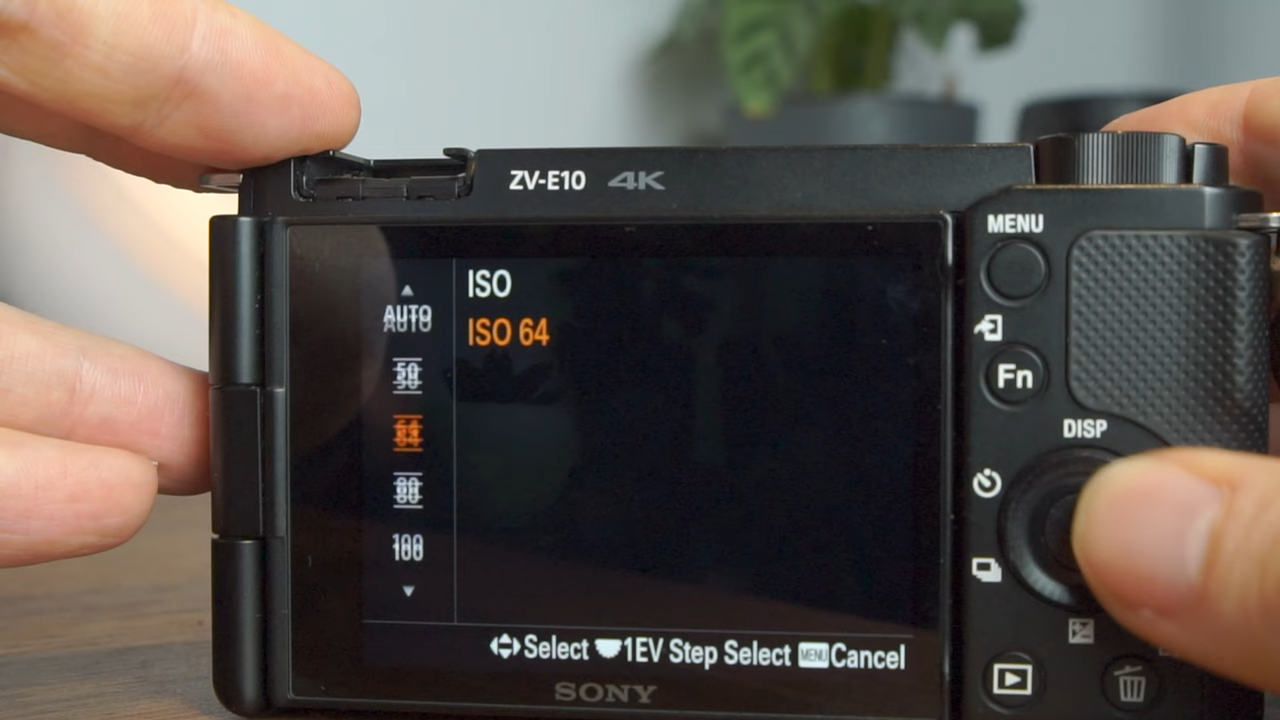 ZV-E10 4K
MENU
ISO
AUTO
ISO 64
50
64
Fn
80
DISP
100
Select 1EV Step Select MENU Cancel
SONY